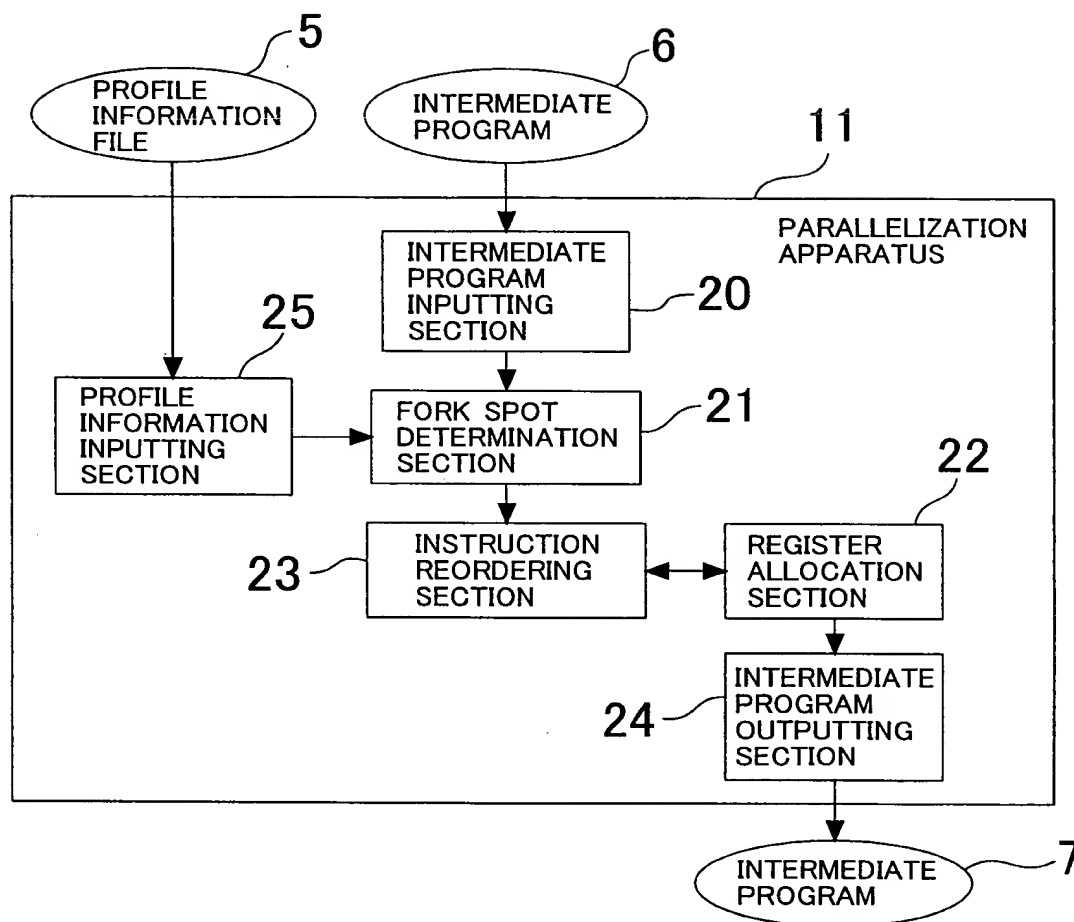 5
PROFILE
INFORMATION
FILE
6
INTERMEDIATE
PROGRAM
11
PARALLELIZATION
APPARATUS
INTERMEDIATE
PROGRAM
INPUTTING
SECTION
20
25
PROFILE
INFORMATION
INPUTTING
SECTION
FORK SPOT
DETERMINATION
SECTION
21
22
23
INSTRUCTION
REORDERING
SECTION
REGISTER
ALLOCATION
SECTION
24
INTERMEDIATE
PROGRAM
OUTPUTTING
SECTION
INTERMEDIATE
PROGRAM
7